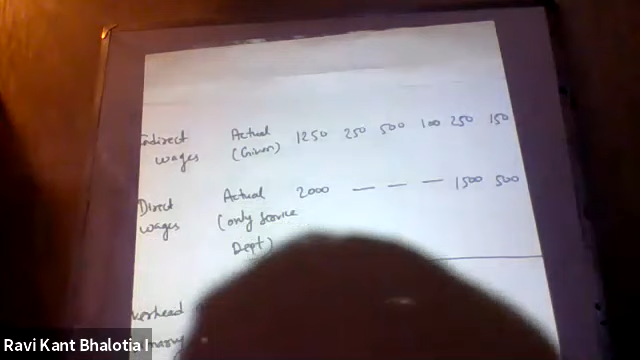 Indirect wages Actual (Given) 1250 250 500 100 250 150
Direct wages Actual (only service Dept) 2000 — — — 1500 500
Ravi Kant Bhalotia